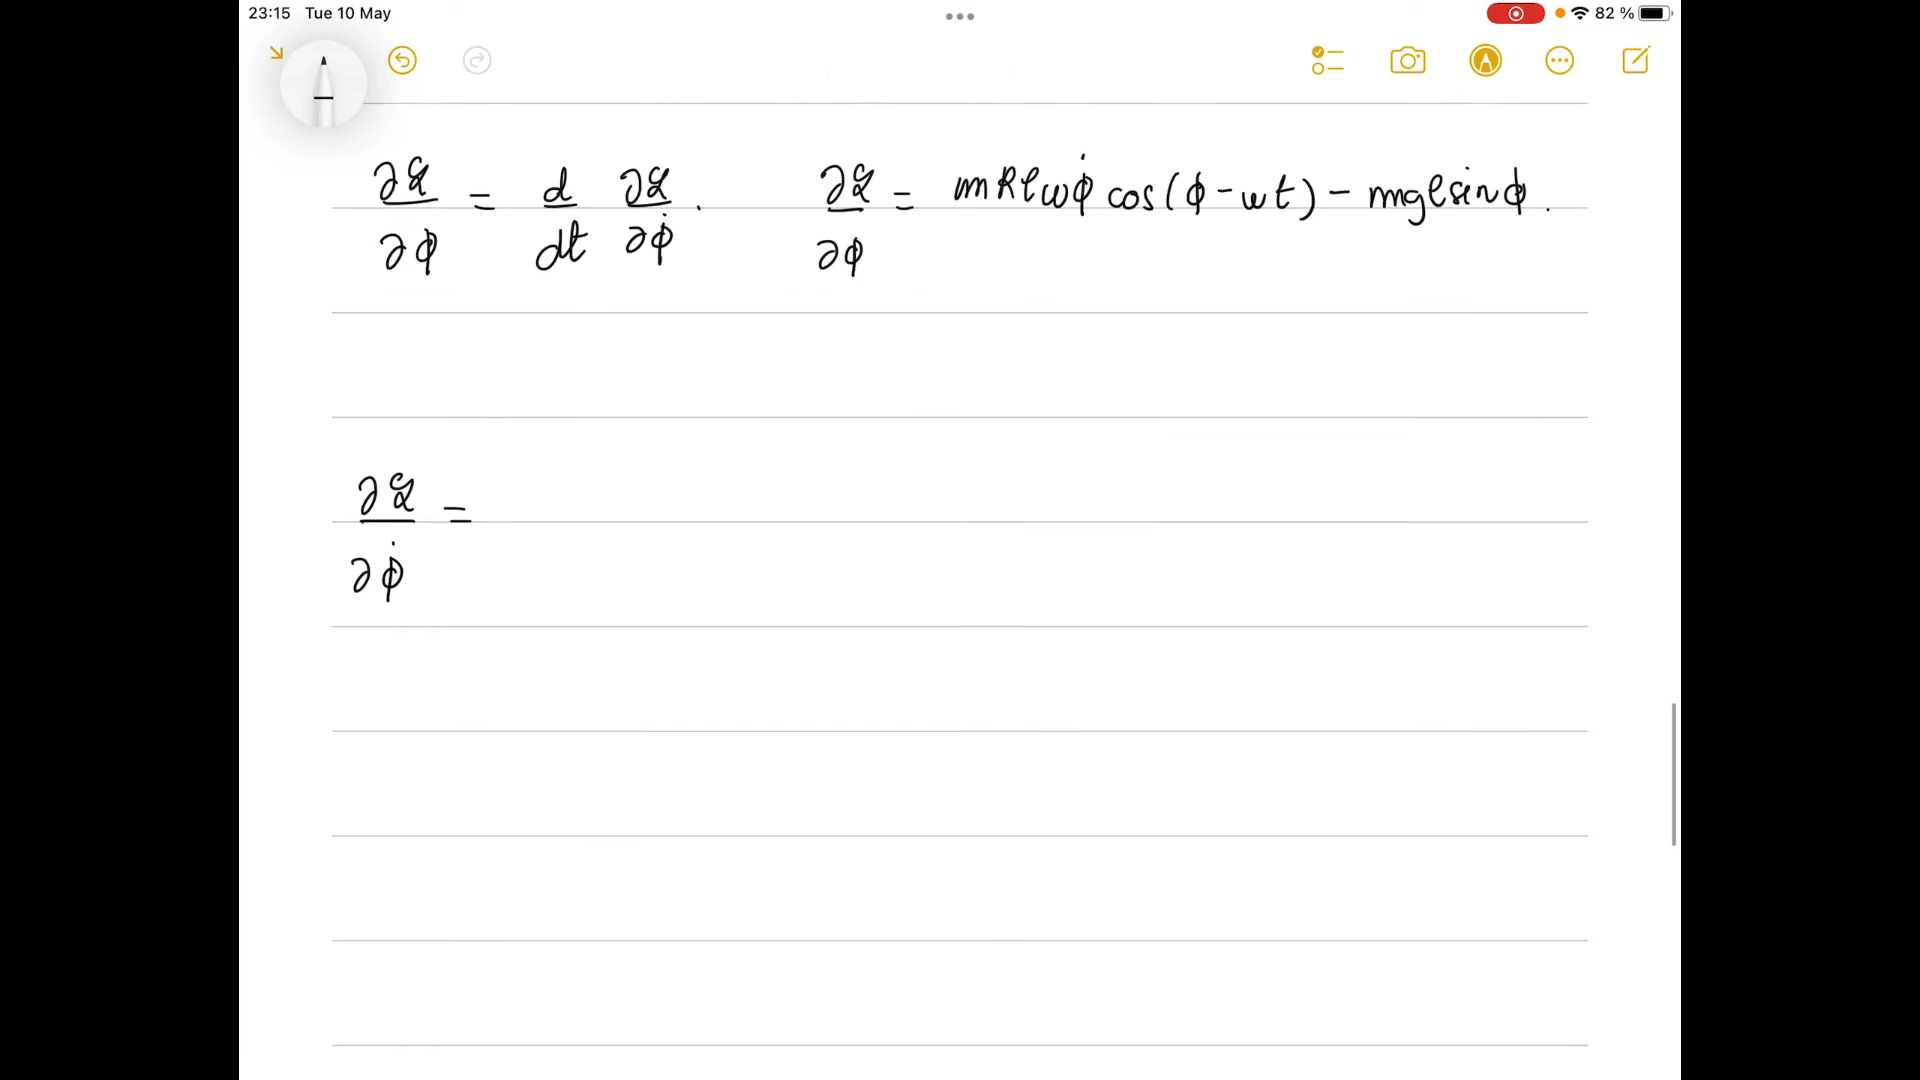 23:15 Tue 10 May 82 %
∂ℒ/∂ϕ = d/dt ∂ℒ/∂ϕ̇ . ∂ℒ/∂ϕ = mRlωϕ̇ cos(ϕ-ωt) - mglsinϕ .
∂ℒ/∂ϕ̇ =